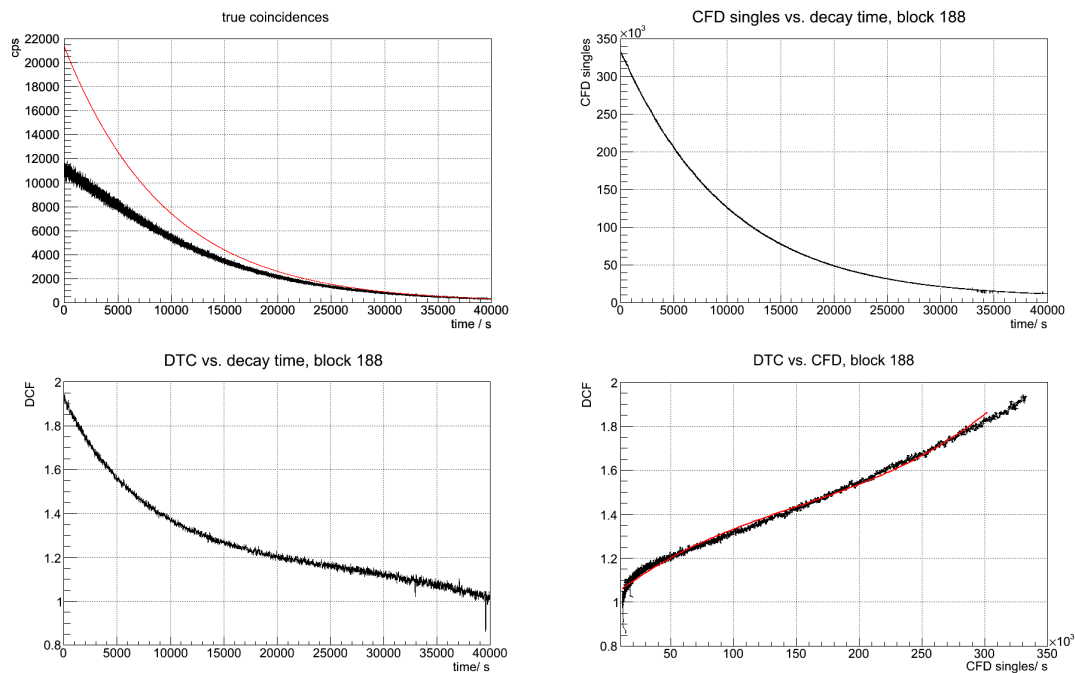 true coincidences
cps
22000
20000
18000
16000
14000
12000
10000
8000
6000
4000
2000
0
0 5000 10000 15000 20000 25000 30000 35000 40000
time / s
CFD singles vs. decay time, block 188
×10³
CFD singles
350
300
250
200
150
100
50
0
0 5000 10000 15000 20000 25000 30000 35000 40000
time/ s
DTC vs. decay time, block 188
DCF
2
1.8
1.6
1.4
1.2
1
0.8
0 5000 10000 15000 20000 25000 30000 35000 40000
time/ s
DTC vs. CFD, block 188
DCF
2
1.8
1.6
1.4
1.2
1
0.8
50 100 150 200 250 300 350
×10³
CFD singles/ s